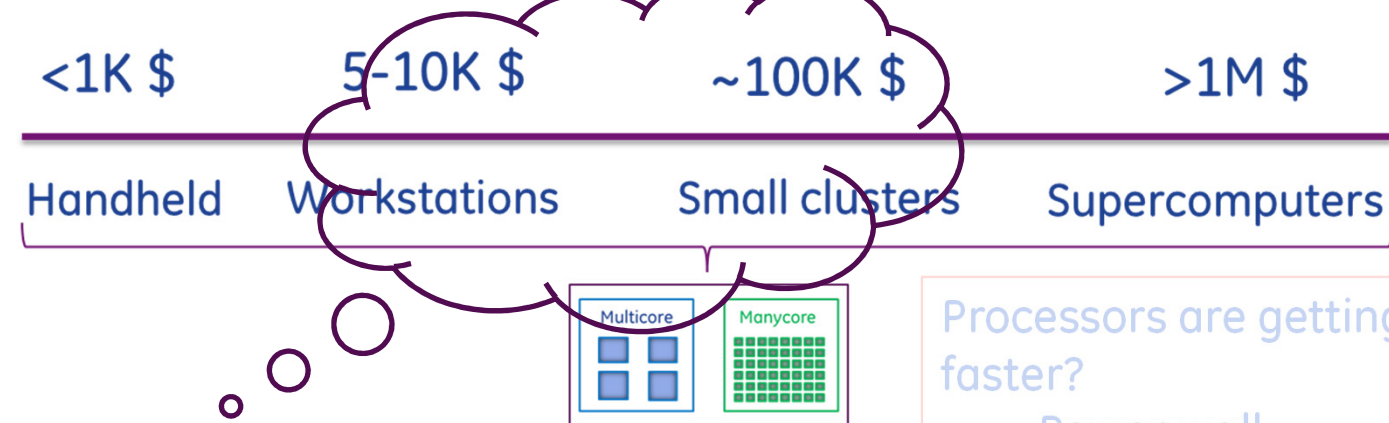 <1K $ 5-10K $ ~100K $ >1M $
Handheld Workstations Small clusters Supercomputers
Multicore Manycore
Processors are getting
faster?